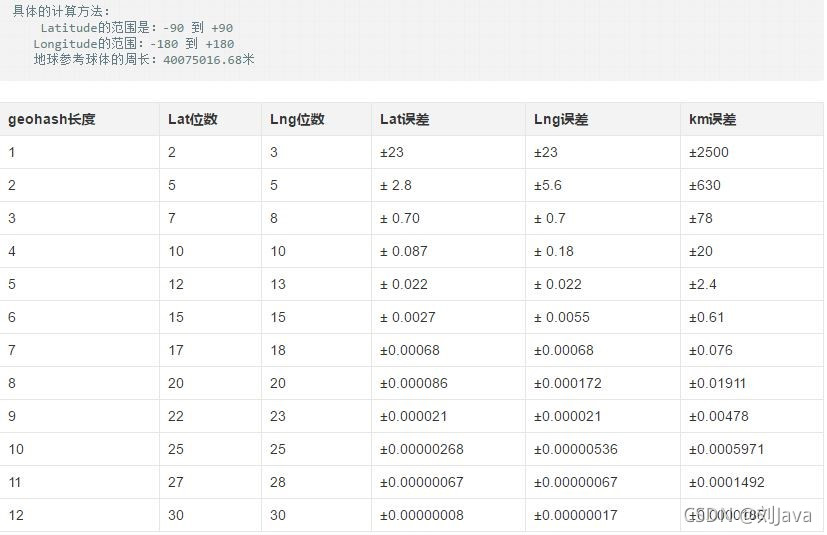 具体的计算方法:
Latitude的范围是: -90 到 +90
Longitude的范围: -180 到 +180
地球参考球体的周长: 40075016.68米
geohash长度 Lat位数 Lng位数 Lat误差 Lng误差 km误差
1 2 3 ±23 ±23 ±2500
2 5 5 ± 2.8 ±5.6 ±630
3 7 8 ± 0.70 ± 0.7 ±78
4 10 10 ± 0.087 ± 0.18 ±20
5 12 13 ± 0.022 ± 0.022 ±2.4
6 15 15 ± 0.0027 ± 0.0055 ±0.61
7 17 18 ±0.00068 ±0.00068 ±0.076
8 20 20 ±0.000086 ±0.000172 ±0.01911
9 22 23 ±0.000021 ±0.000021 ±0.00478
10 25 25 ±0.00000268 ±0.00000536 ±0.0005971
11 27 28 ±0.00000067 ±0.00000067 ±0.0001492
12 30 30 ±0.00000008 ±0.00000017
CSDN @刘Java